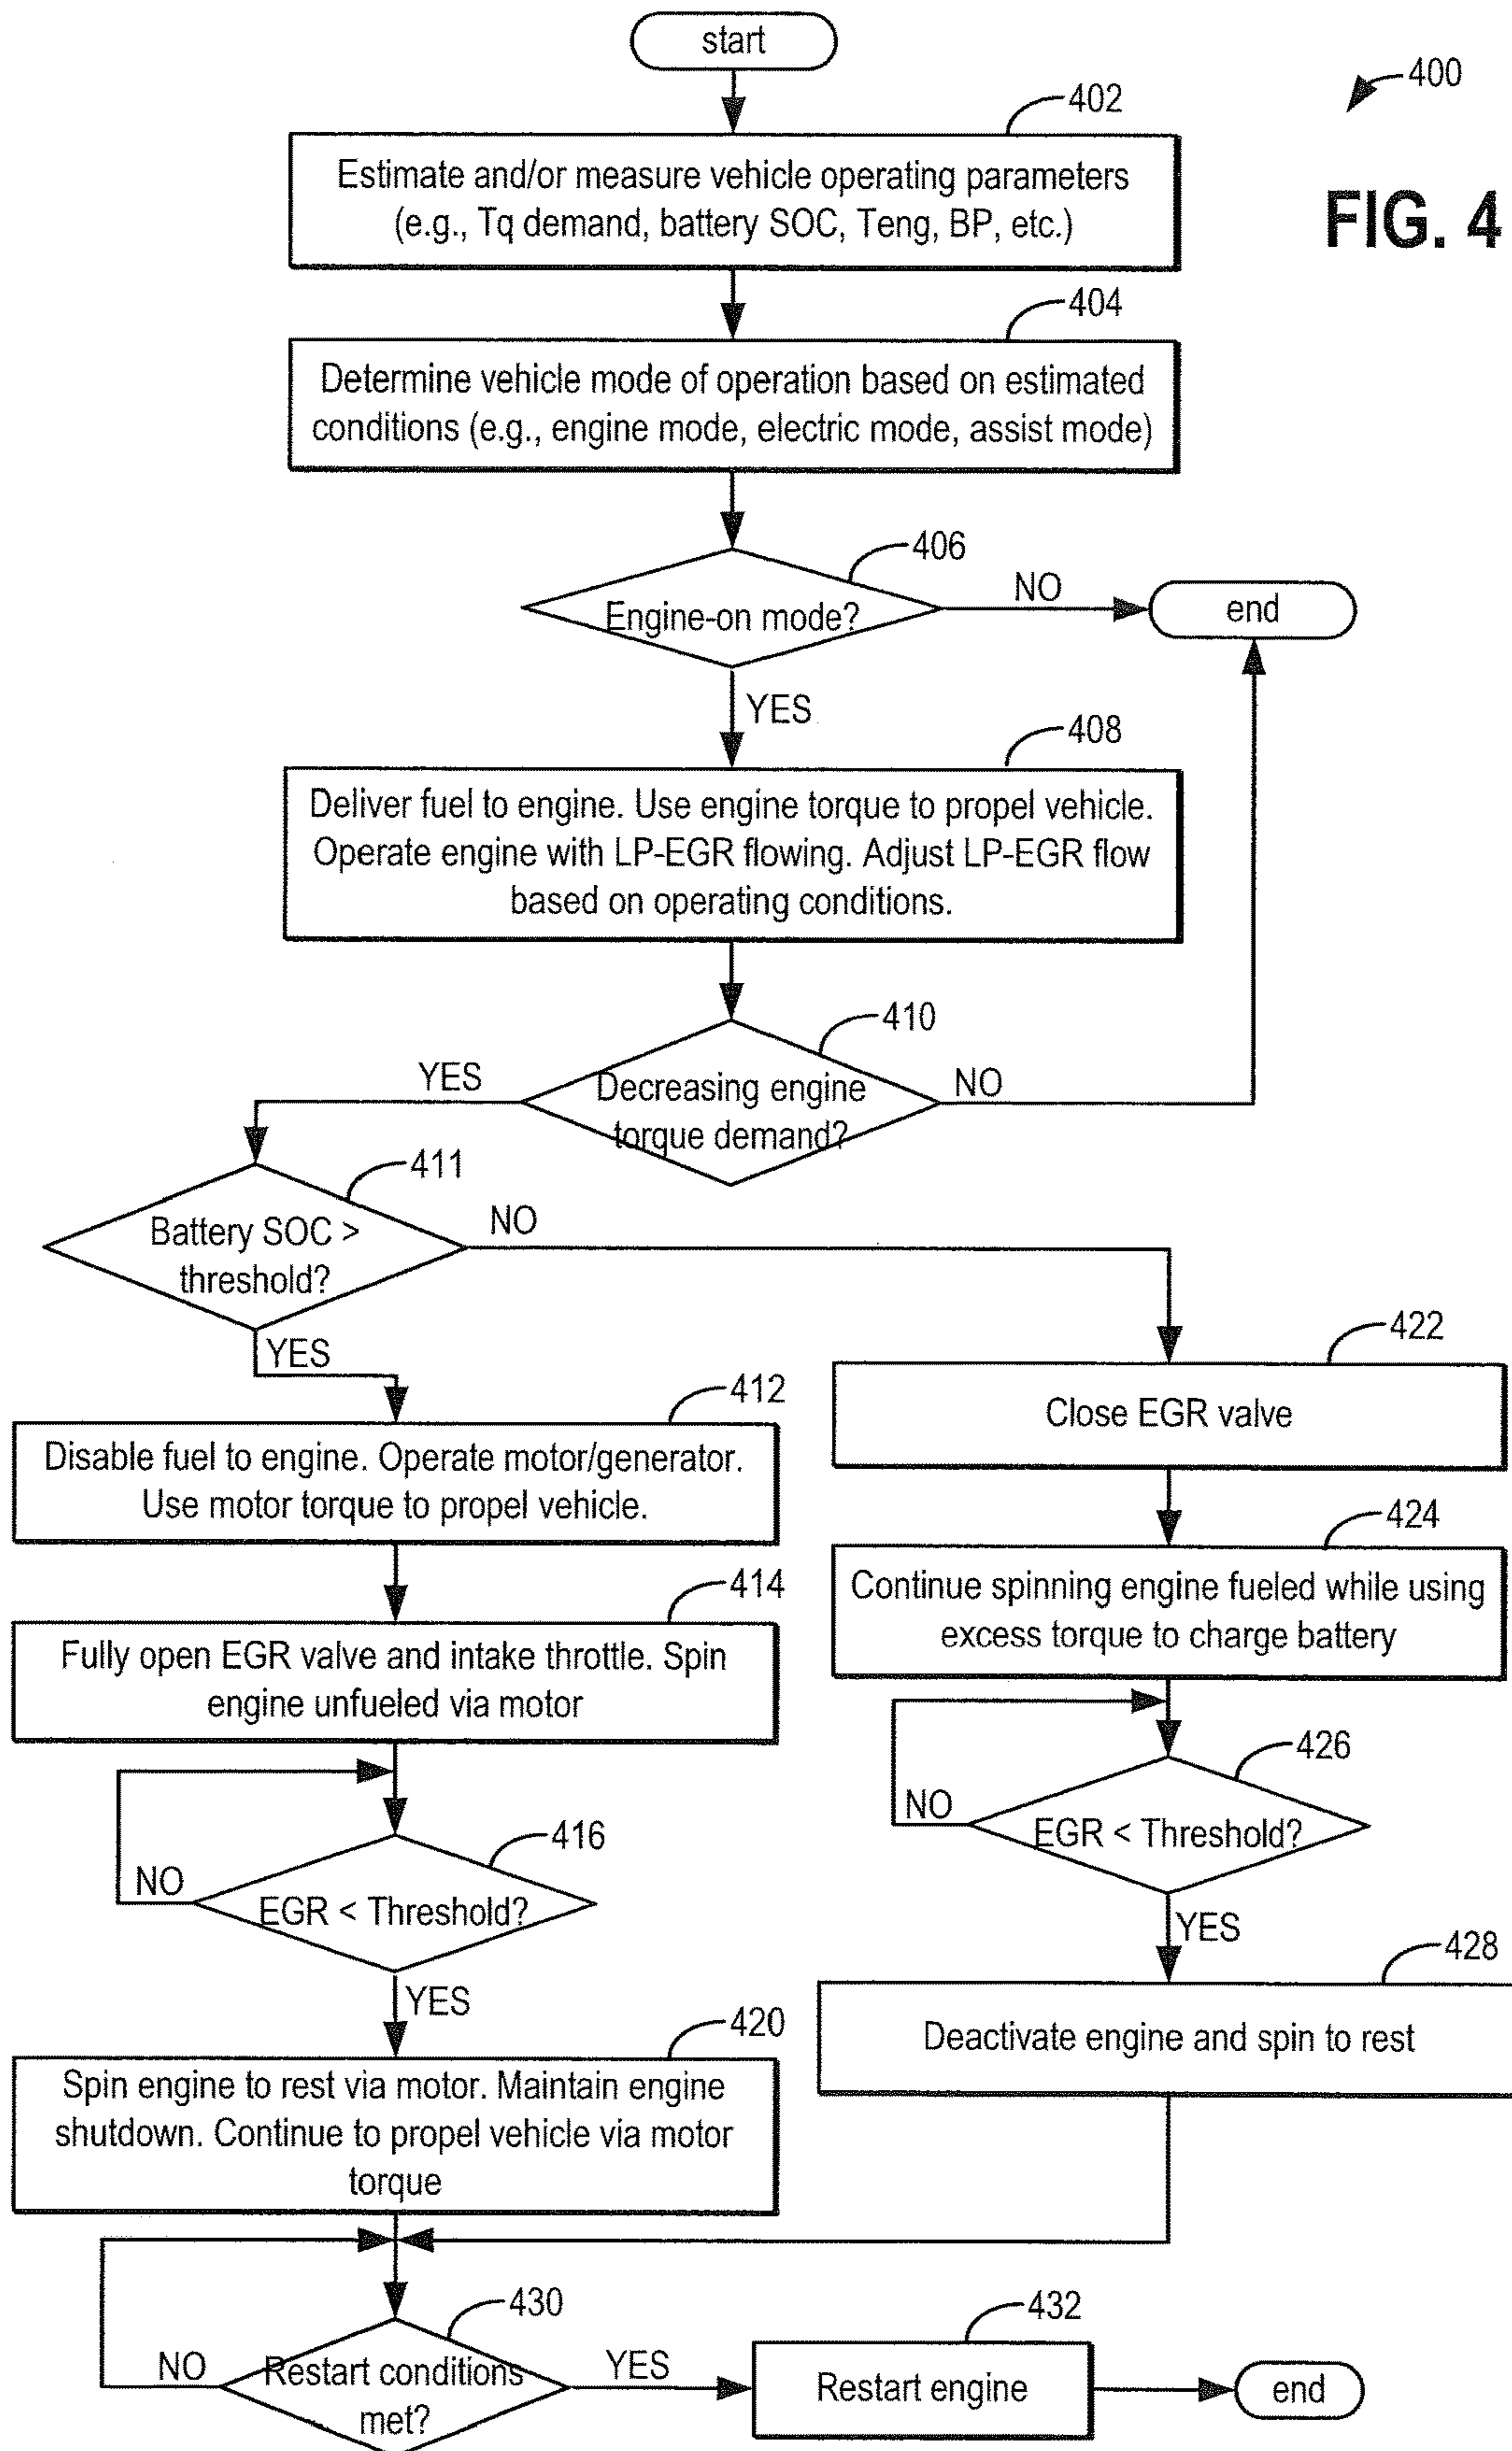 start
400
FIG. 4
402
Estimate and/or measure vehicle operating parameters
(e.g., Tq demand, battery SOC, Teng, BP, etc.)
404
Determine vehicle mode of operation based on estimated
conditions (e.g., engine mode, electric mode, assist mode)
406
Engine-on mode?
NO
end
YES
408
Deliver fuel to engine. Use engine torque to propel vehicle.
Operate engine with LP-EGR flowing. Adjust LP-EGR flow
based on operating conditions.
410
Decreasing engine
torque demand?
YES
NO
411
Battery SOC >
threshold?
NO
YES
412
Disable fuel to engine. Operate motor/generator.
Use motor torque to propel vehicle.
414
Fully open EGR valve and intake throttle. Spin
engine unfueled via motor
416
EGR < Threshold?
NO
YES
420
Spin engine to rest via motor. Maintain engine
shutdown. Continue to propel vehicle via motor
torque
422
Close EGR valve
424
Continue spinning engine fueled while using
excess torque to charge battery
426
EGR < Threshold?
NO
YES
428
Deactivate engine and spin to rest
430
Restart conditions
met?
NO
YES
432
Restart engine
end